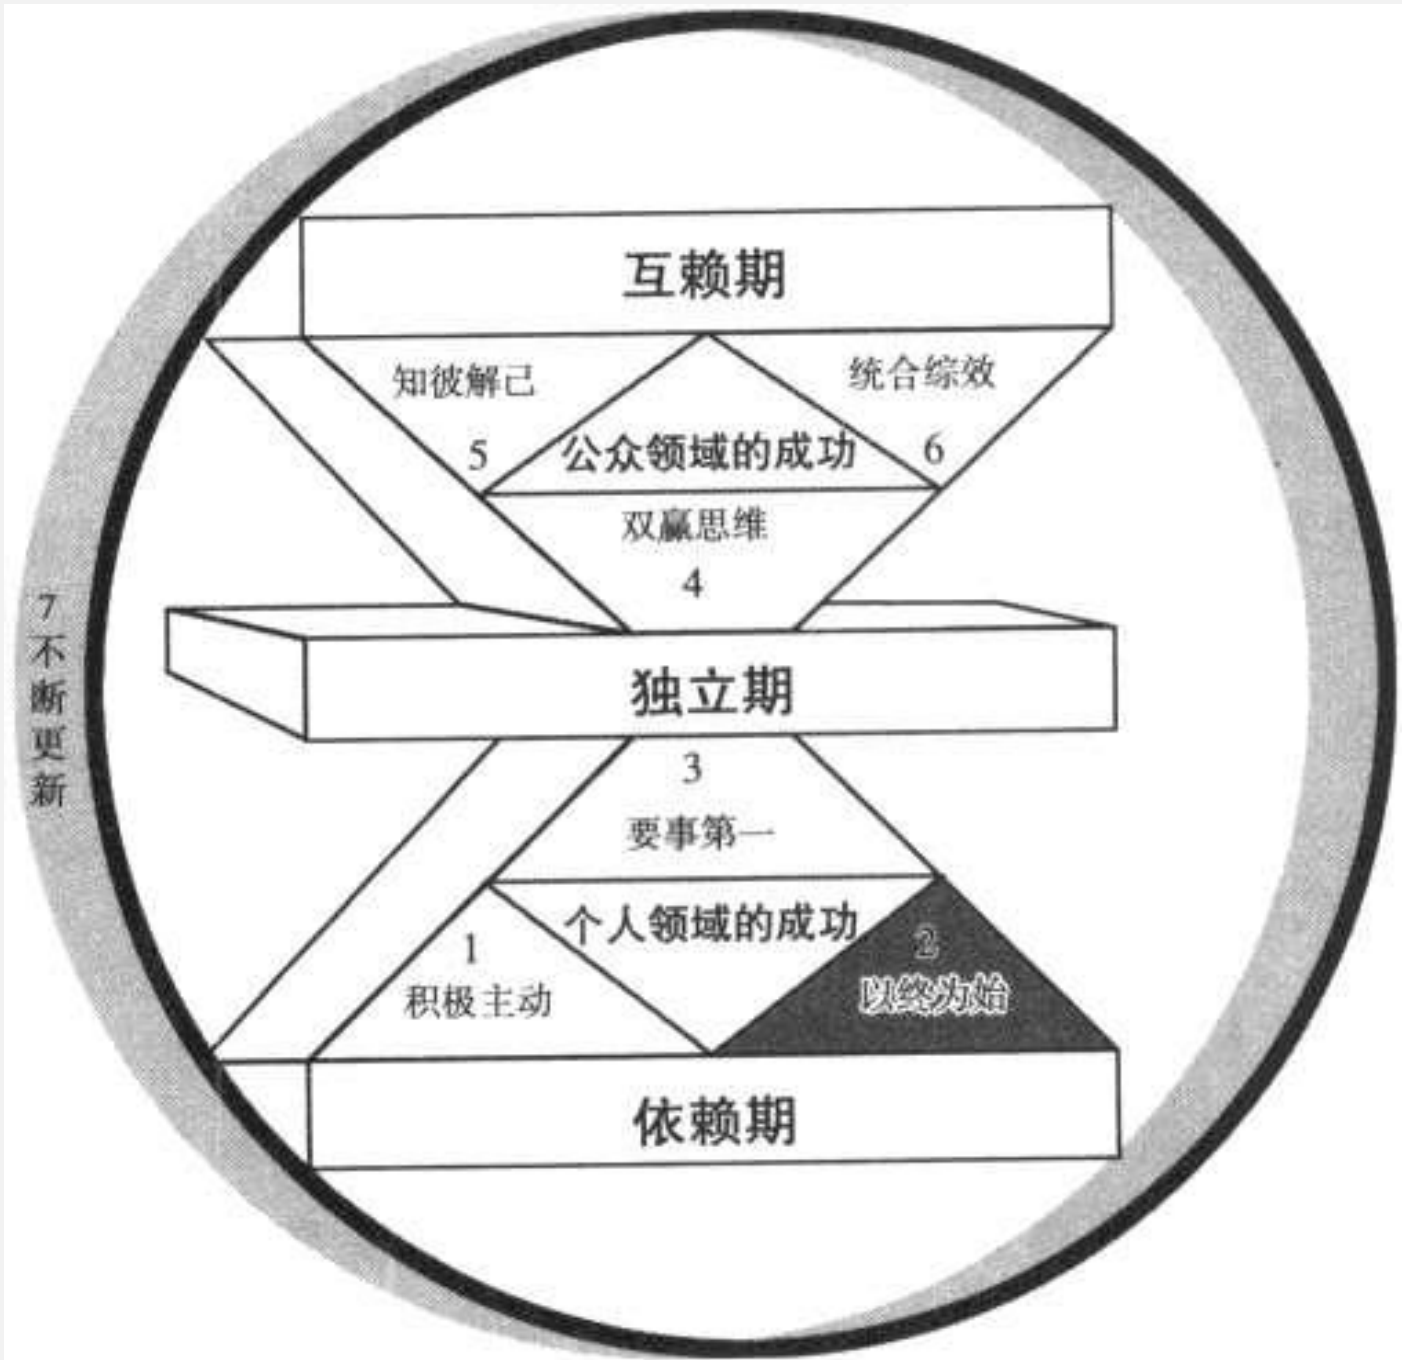 互赖期
知彼解己
统合综效
5
公众领域的成功
6
双赢思维
4
7
不
断
更
新
独立期
3
要事第一
个人领域的成功
1
积极主动
2
以终为始
依赖期